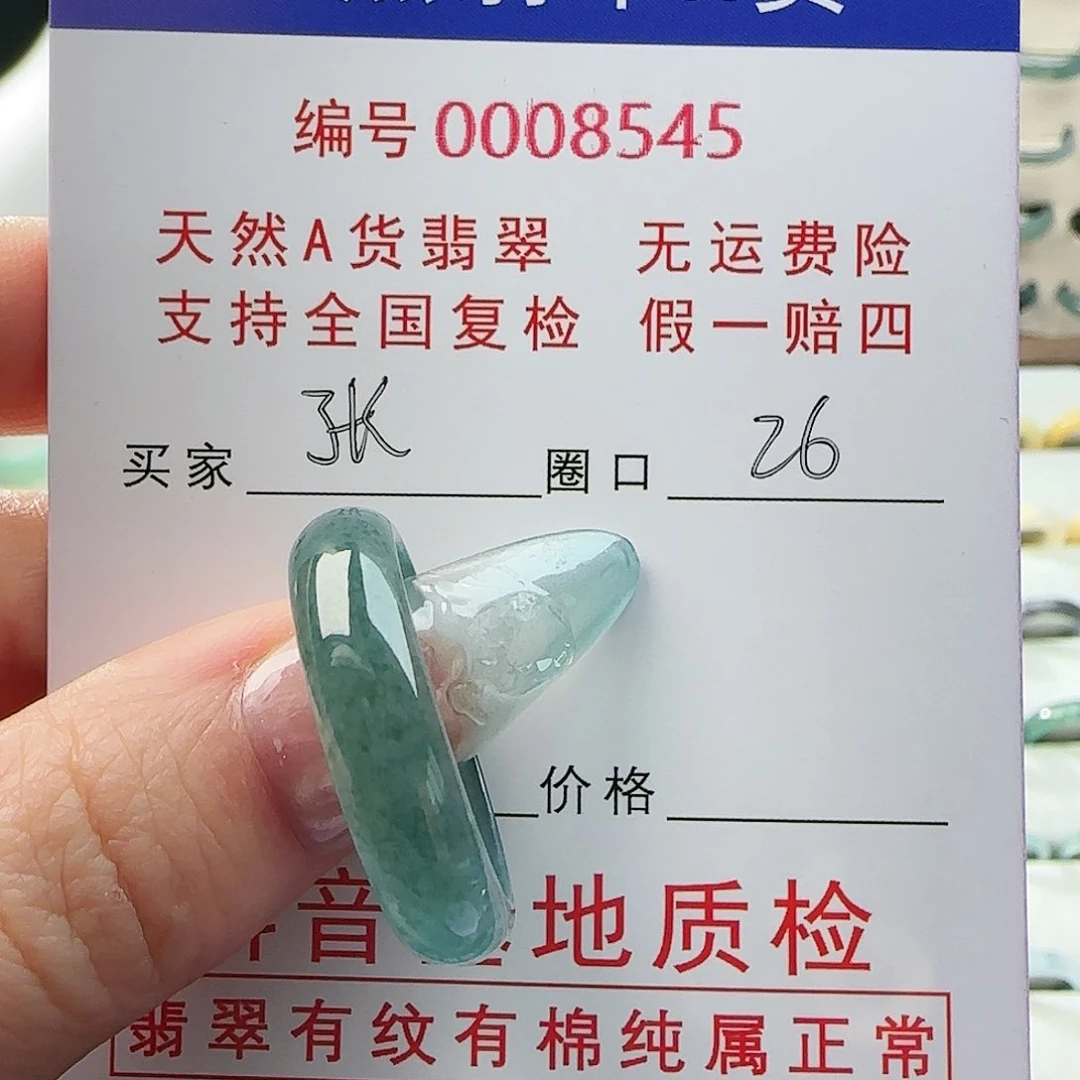 编号 0008545
天然A货翡翠 无运费险
支持全国复检 假一赔四
买家 张 圈口 26
价格
音 地质检
翡翠有纹有棉纯属正常